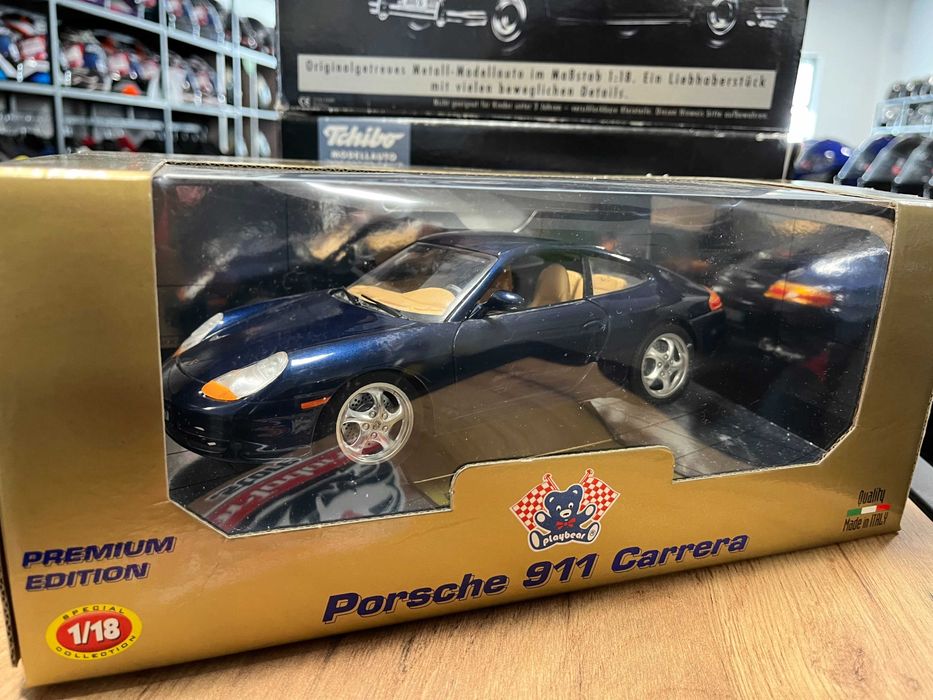 Originalgetreues Metall-Modellauto im Maßstab 1:18. Ein Liebhaberstück
mit vielen beweglichen Details.
Tchibo
MODELLAUTO
PREMIUM
EDITION
SPECIAL
1/18
COLLECTION
playbear
Porsche 911 Carrera
Quality
Made in ITALY